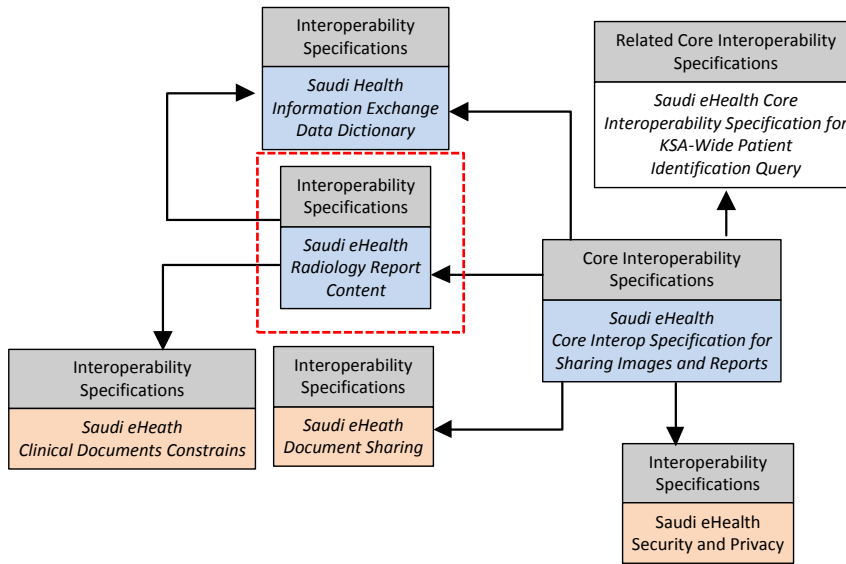 Interoperability
Specifications
Saudi Health
Information Exchange
Data Dictionary
Related Core Interoperability
Specifications
Saudi eHealth Core
Interoperability Specification for
KSA-Wide Patient
Identification Query
Interoperability
Specifications
Saudi eHealth
Radiology Report
Content
Core Interoperability
Specifications
Saudi eHealth
Core Interop Specification for
Sharing Images and Reports
Interoperability
Specifications
Saudi eHeath
Clinical Documents Constrains
Interoperability
Specifications
Saudi eHeath
Document Sharing
Interoperability
Specifications
Saudi eHealth
Security and Privacy